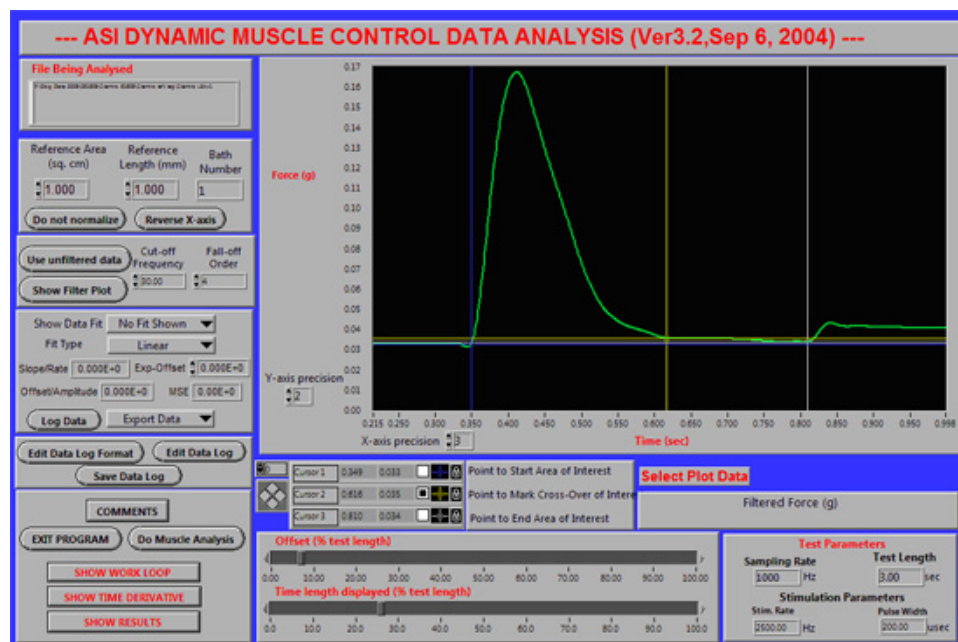 --- ASI DYNAMIC MUSCLE CONTROL DATA ANALYSIS (Ver3.2,Sep 6, 2004) ---
File Being Analysed
Reference Area (sq. cm)
Reference Length (mm)
Bath Number
1.000
1.000
1
Do not normalize
Reverse X-axis
Use unfiltered data
Cut-off Frequency
Fall-off Order
30.00
4
Show Filter Plot
Show Data Fit
No Fit Shown
Fit Type
Linear
Slope/Rate 0.000E+0 Exp-Offset 0.000E+0
Offset/Amplitude 0.000E+0 MSE 0.00E+0
Log Data
Export Data
Edit Data Log Format
Edit Data Log
Save Data Log
COMMENTS
EXIT PROGRAM
Do Muscle Analysis
SHOW WORK LOOP
SHOW TIME DERIVATIVE
SHOW RESULTS
Force (g)
0.17
0.16
0.15
0.14
0.13
0.12
0.11
0.10
0.09
0.08
0.07
0.06
0.05
0.04
0.03
0.02
0.01
0.00
Y-axis precision
2
0.215 0.250 0.300 0.350 0.400 0.450 0.500 0.550 0.600 0.650 0.700 0.750 0.800 0.850 0.900 0.950 0.998
X-axis precision 3
Time (sec)
Cursor 1 0.349 0.033 Point to Start Area of Interest
Cursor 2 0.616 0.035 Point to Mark Cross-Over of Intere
Cursor 3 0.810 0.034 Point to End Area of Interest
Select Plot Data
Filtered Force (g)
Offset (% test length)
0.00 10.00 20.00 30.00 40.00 50.00 60.00 70.00 80.00 90.00 100.00
Time length displayed (% test length)
0.0 10.0 20.0 30.0 40.0 50.0 60.0 70.0 80.0 90.0 100.0
Test Parameters
Sampling Rate
Test Length
1000 Hz
3.00 sec
Stimulation Parameters
Stim. Rate
Pulse Width
2500.00 Hz
200.00 usec